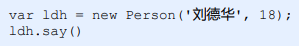 var ldh = new Person('刘德华', 18);
ldh.say()